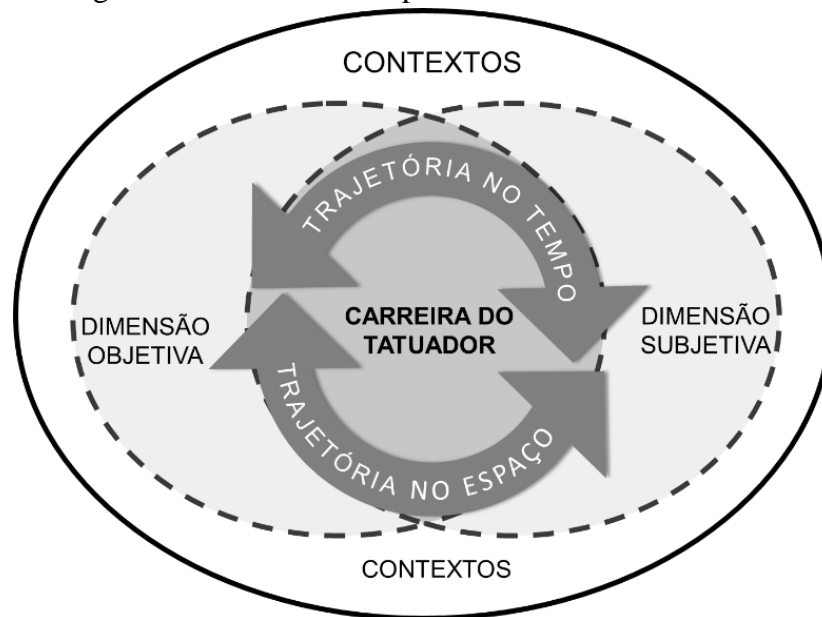 CONTEXTOS
TRAJETÓRIA NO TEMPO
DIMENSÃO
OBJETIVA
CARREIRA DO
TATUADOR
DIMENSÃO
SUBJETIVA
TRAJETÓRIA NO ESPAÇO
CONTEXTOS